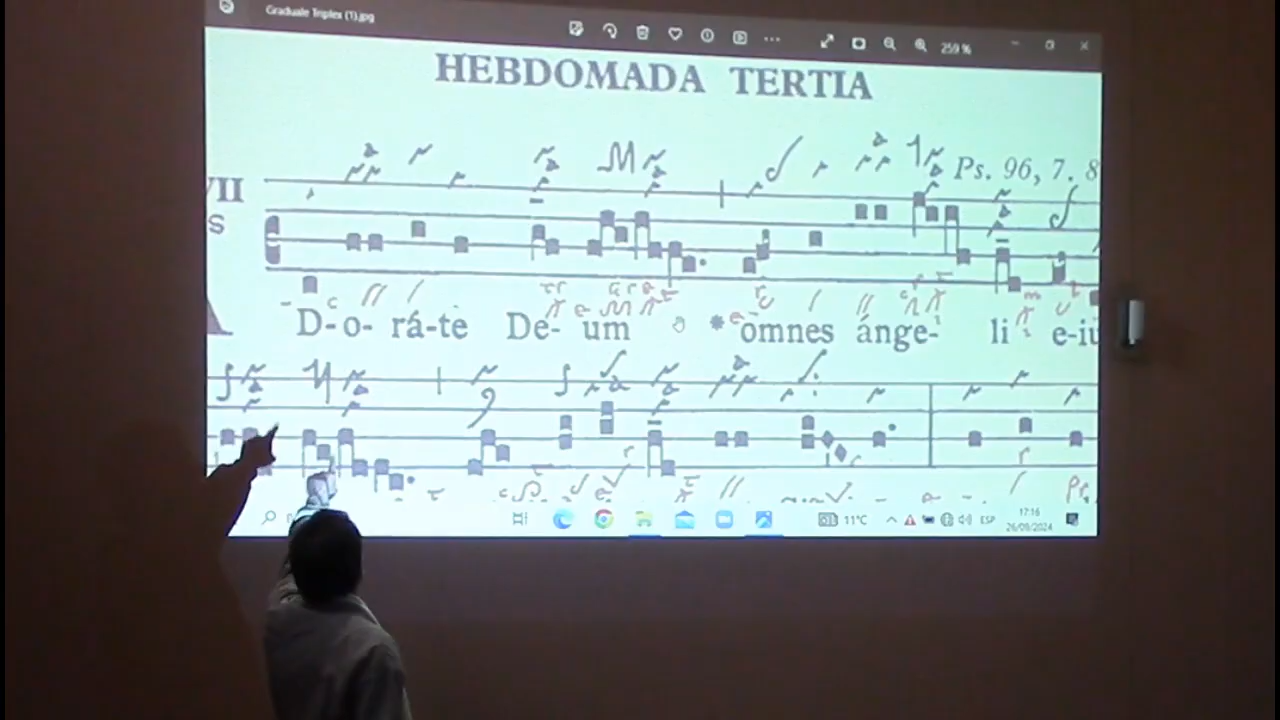 Graduale Triplex (1).jpg
259 %
HEBDOMADA TERTIA
VII
Ps. 96, 7. 8
S
A
D-o- rá-te De- um * omnes ánge- li e-iu
11°C
ESP
17:16
26/09/2024